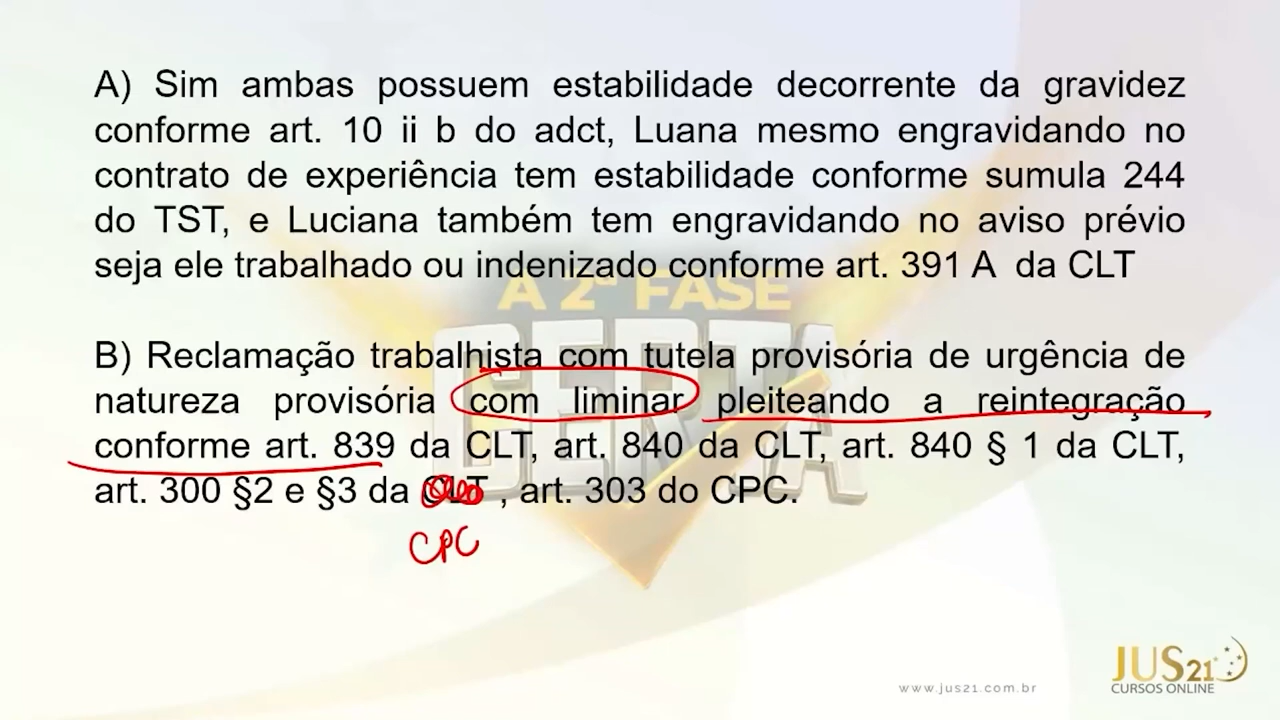 A) Sim ambas possuem estabilidade decorrente da gravidez
conforme art. 10 ii b do adct, Luana mesmo engravidando no
contrato de experiência tem estabilidade conforme sumula 244
do TST, e Luciana também tem engravidando no aviso prévio
seja ele trabalhado ou indenizado conforme art. 391 A da CLT
A 2ª FASE
CERTA
B) Reclamação trabalhista com tutela provisória de urgência de
natureza provisória com liminar pleiteando a reintegração
conforme art. 839 da CLT, art. 840 da CLT, art. 840 § 1 da CLT,
art. 300 §2 e §3 da CLT , art. 303 do CPC.
CPC
JUS21
CURSOS ONLINE
www.jus21.com.br